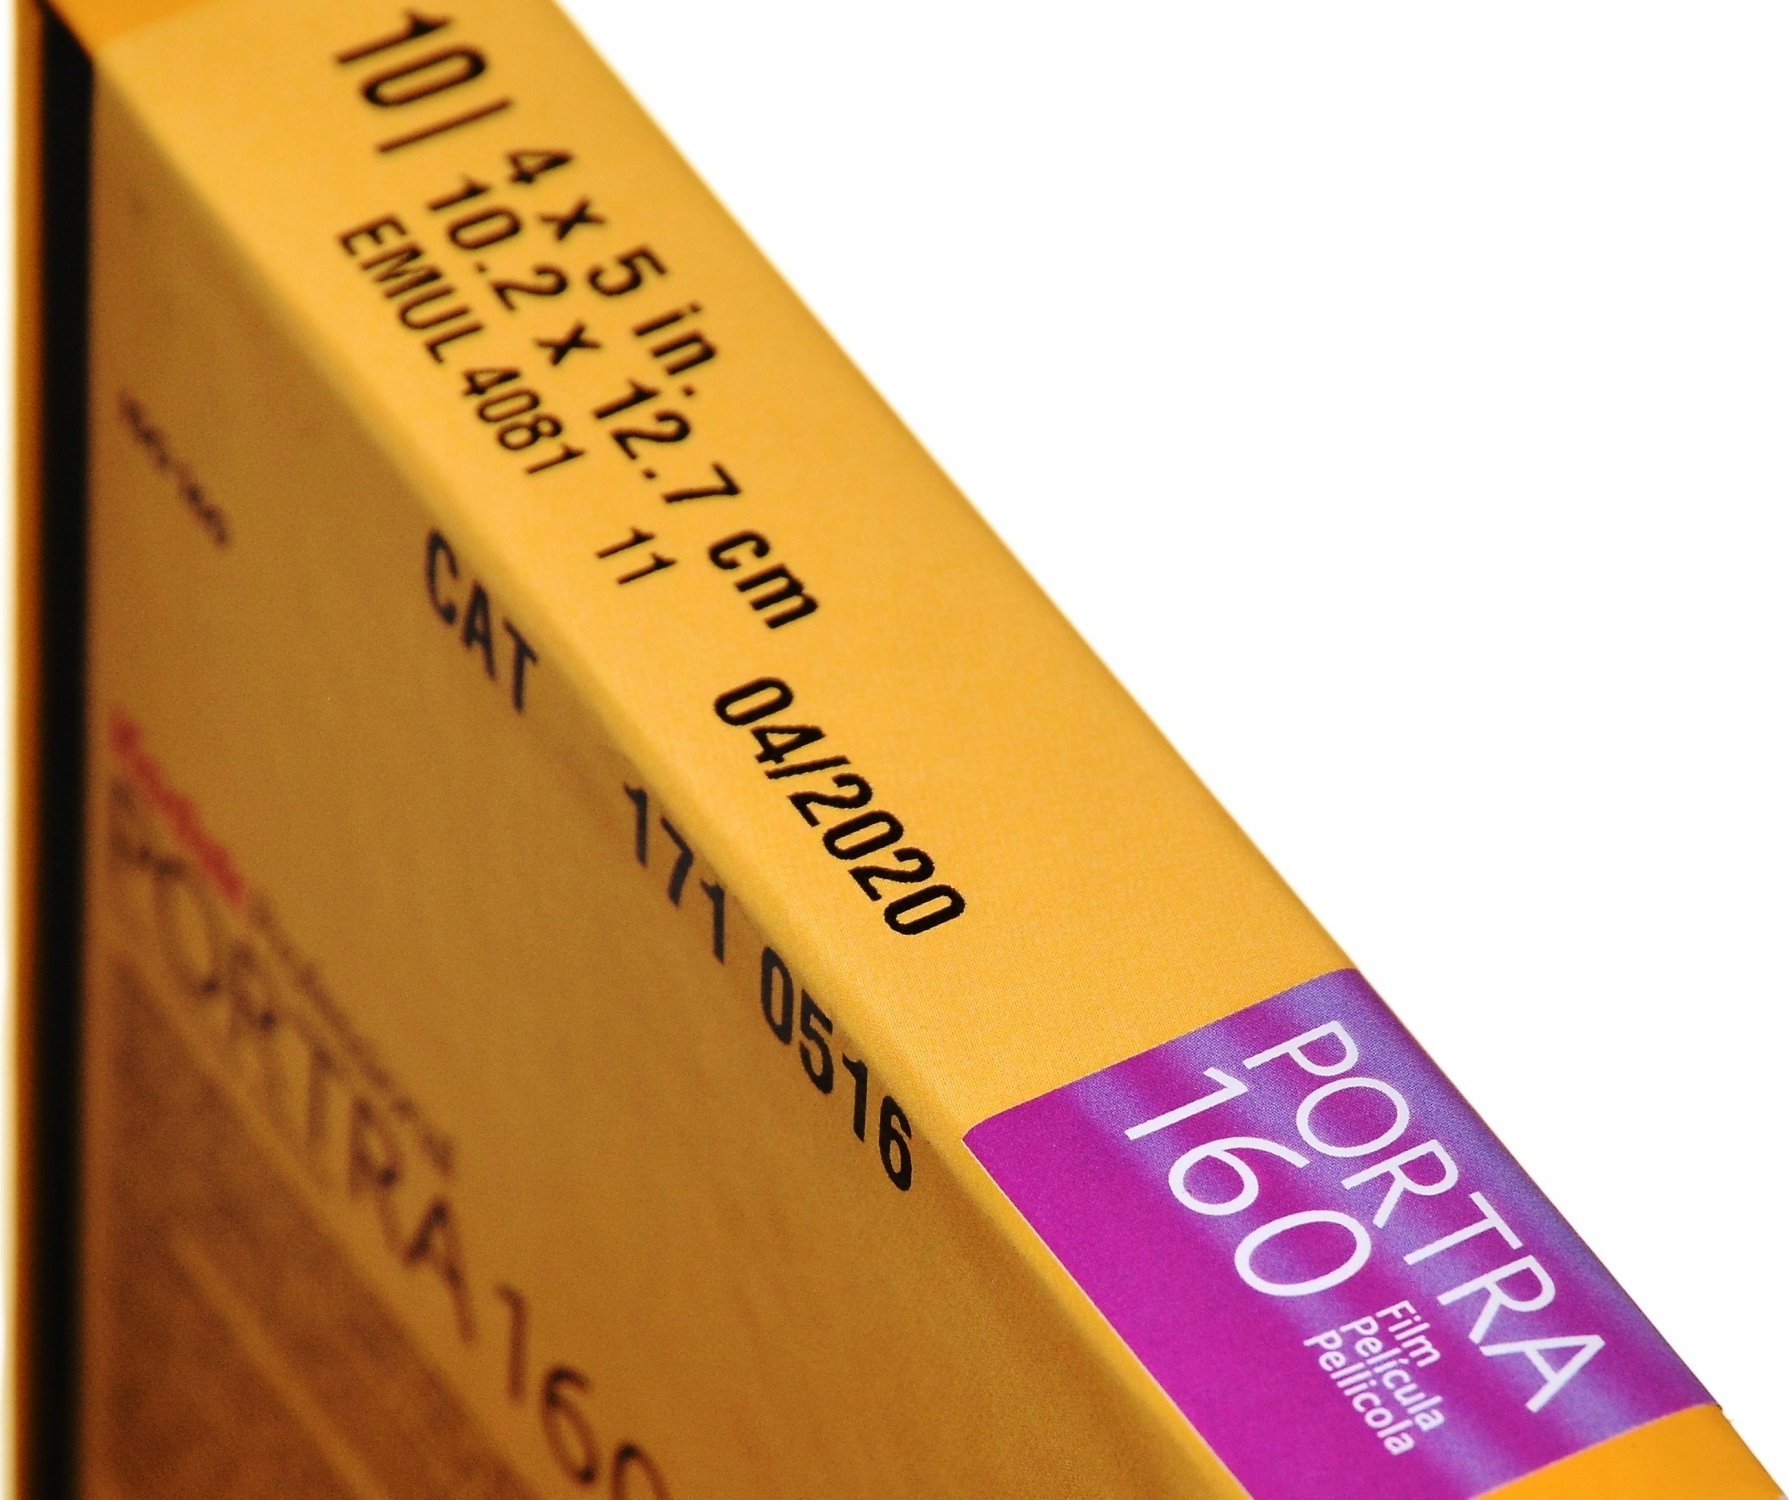 10 |
4 x 5 in.
10.2 x 12.7 cm
04/2020
EMUL 4081 11
PORTRA
160
Film
Película
Pellicola
CAT 171 0516
PORTRA 160